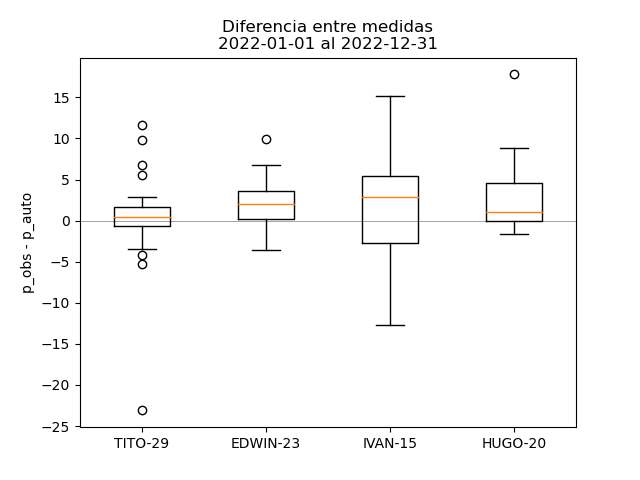 Diferencia entre medidas
2022-01-01 al 2022-12-31
p_obs - p_auto
15
10
5
0
−5
−10
−15
−20
−25
TITO-29 EDWIN-23 IVAN-15 HUGO-20